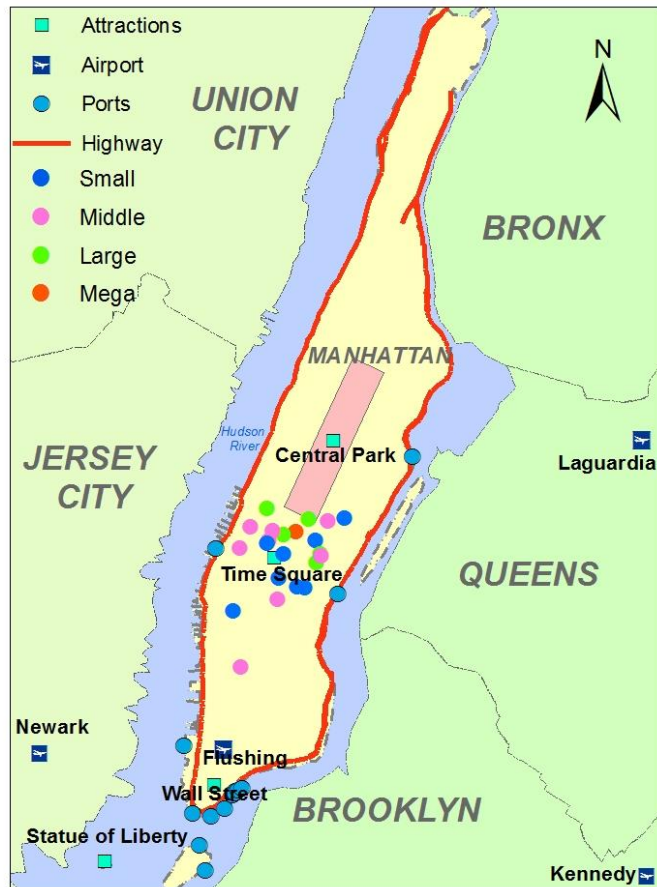 Attractions
Airport
Ports
Highway
Small
Middle
Large
Mega
N
UNION
CITY
BRONX
MANHATTAN
Hudson
River
Central Park
Laguardia
JERSEY
CITY
QUEENS
Time Square
Newark
Flushing
Wall Street
BROOKLYN
Statue of Liberty
Kennedy